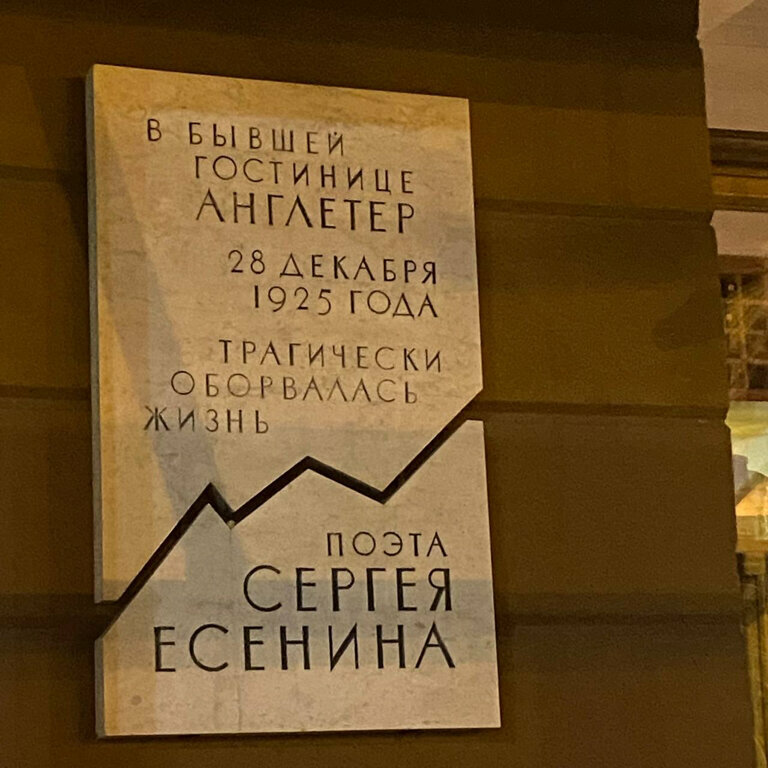 В БЫВШЕЙ
ГОСТИНИЦЕ
АНГЛЕТЕР
28 ДЕКАБРЯ
1925 ГОДА
ТРАГИЧЕСКИ
ОБОРВАЛАСЬ
ЖИЗНЬ
ПОЭТА
СЕРГЕЯ
ЕСЕНИНА